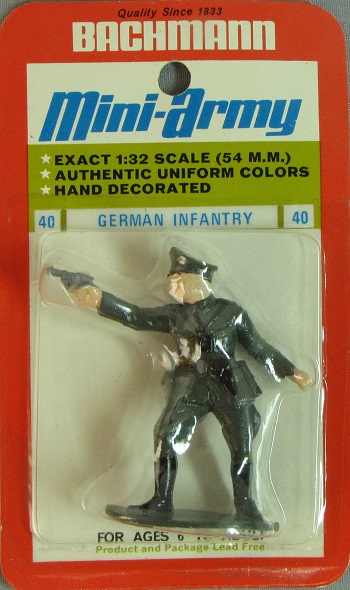 Quality Since 1833
BACHMANN
Mini-Army
★ EXACT 1:32 SCALE (54 M.M.)
★ AUTHENTIC UNIFORM COLORS
★ HAND DECORATED
40 GERMAN INFANTRY 40
FOR AGES 6
Product and Package Lead Free